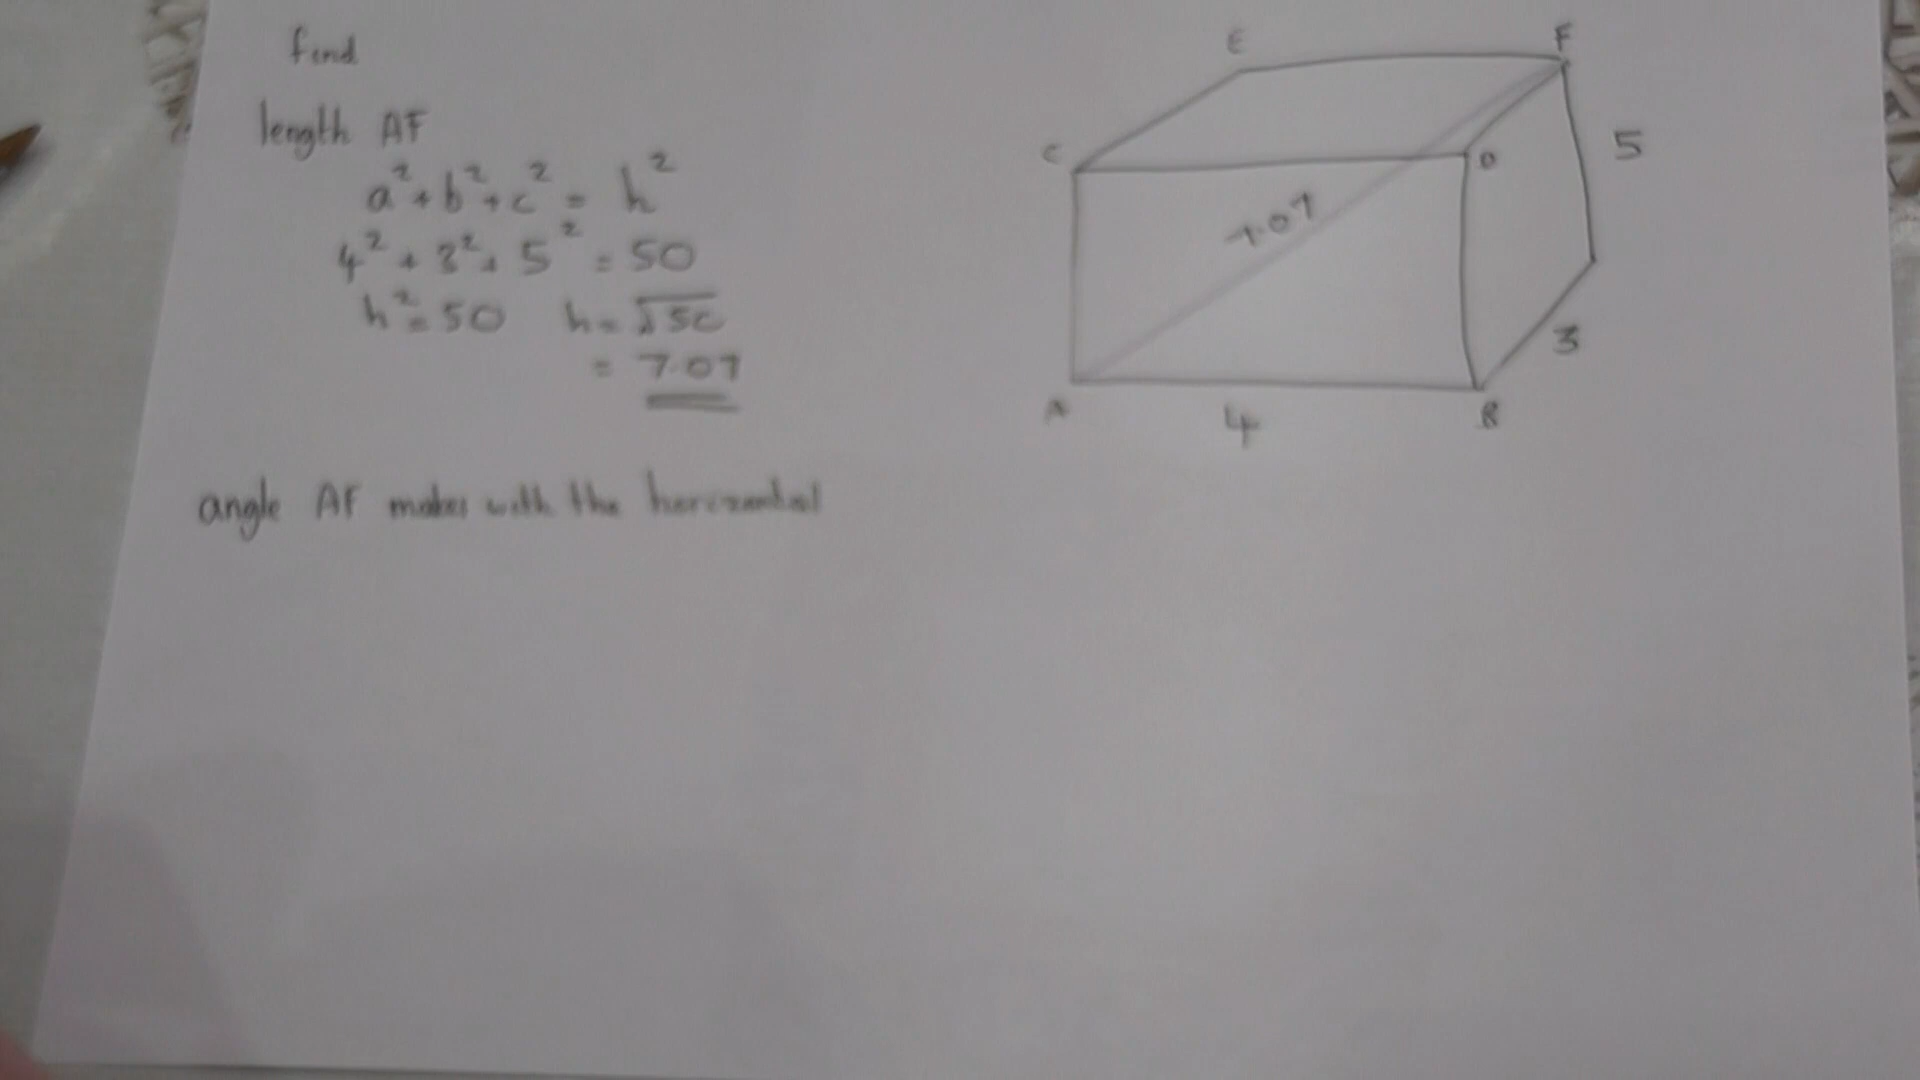 find
length AF
a² + b² + c² = h²
4² + 3² + 5² = 50
h² = 50 h = √50
= 7.07
angle AF makes with the horizontal
E F
C D
5
7.07
3
A 4 B